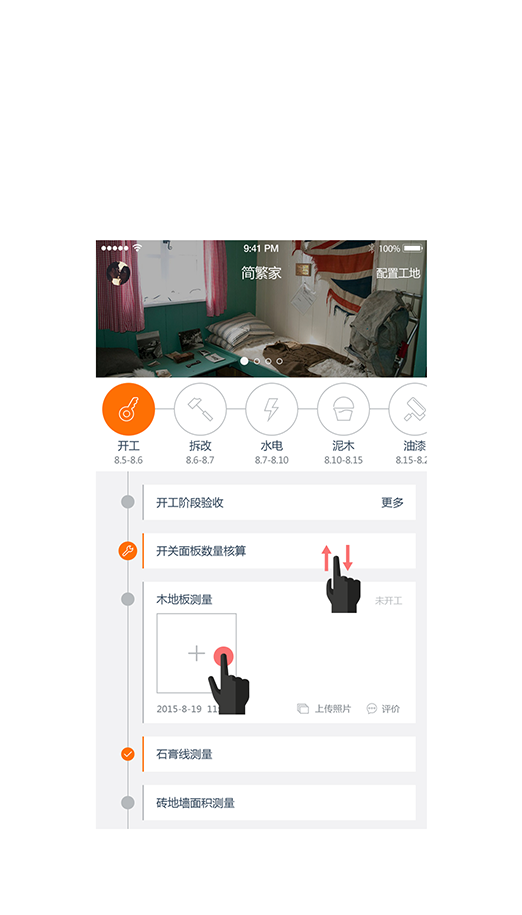 9:41 PM
100%
简繁家
配置工地
开工
拆改
水电
泥木
油漆
8.5-8.6
8.6-8.7
8.7-8.10
8.10-8.15
8.15-8.2
开工阶段验收
更多
开关面板数量核算
木地板测量
未开工
2015-8-19 11
上传照片
评价
石膏线测量
砖地墙面积测量